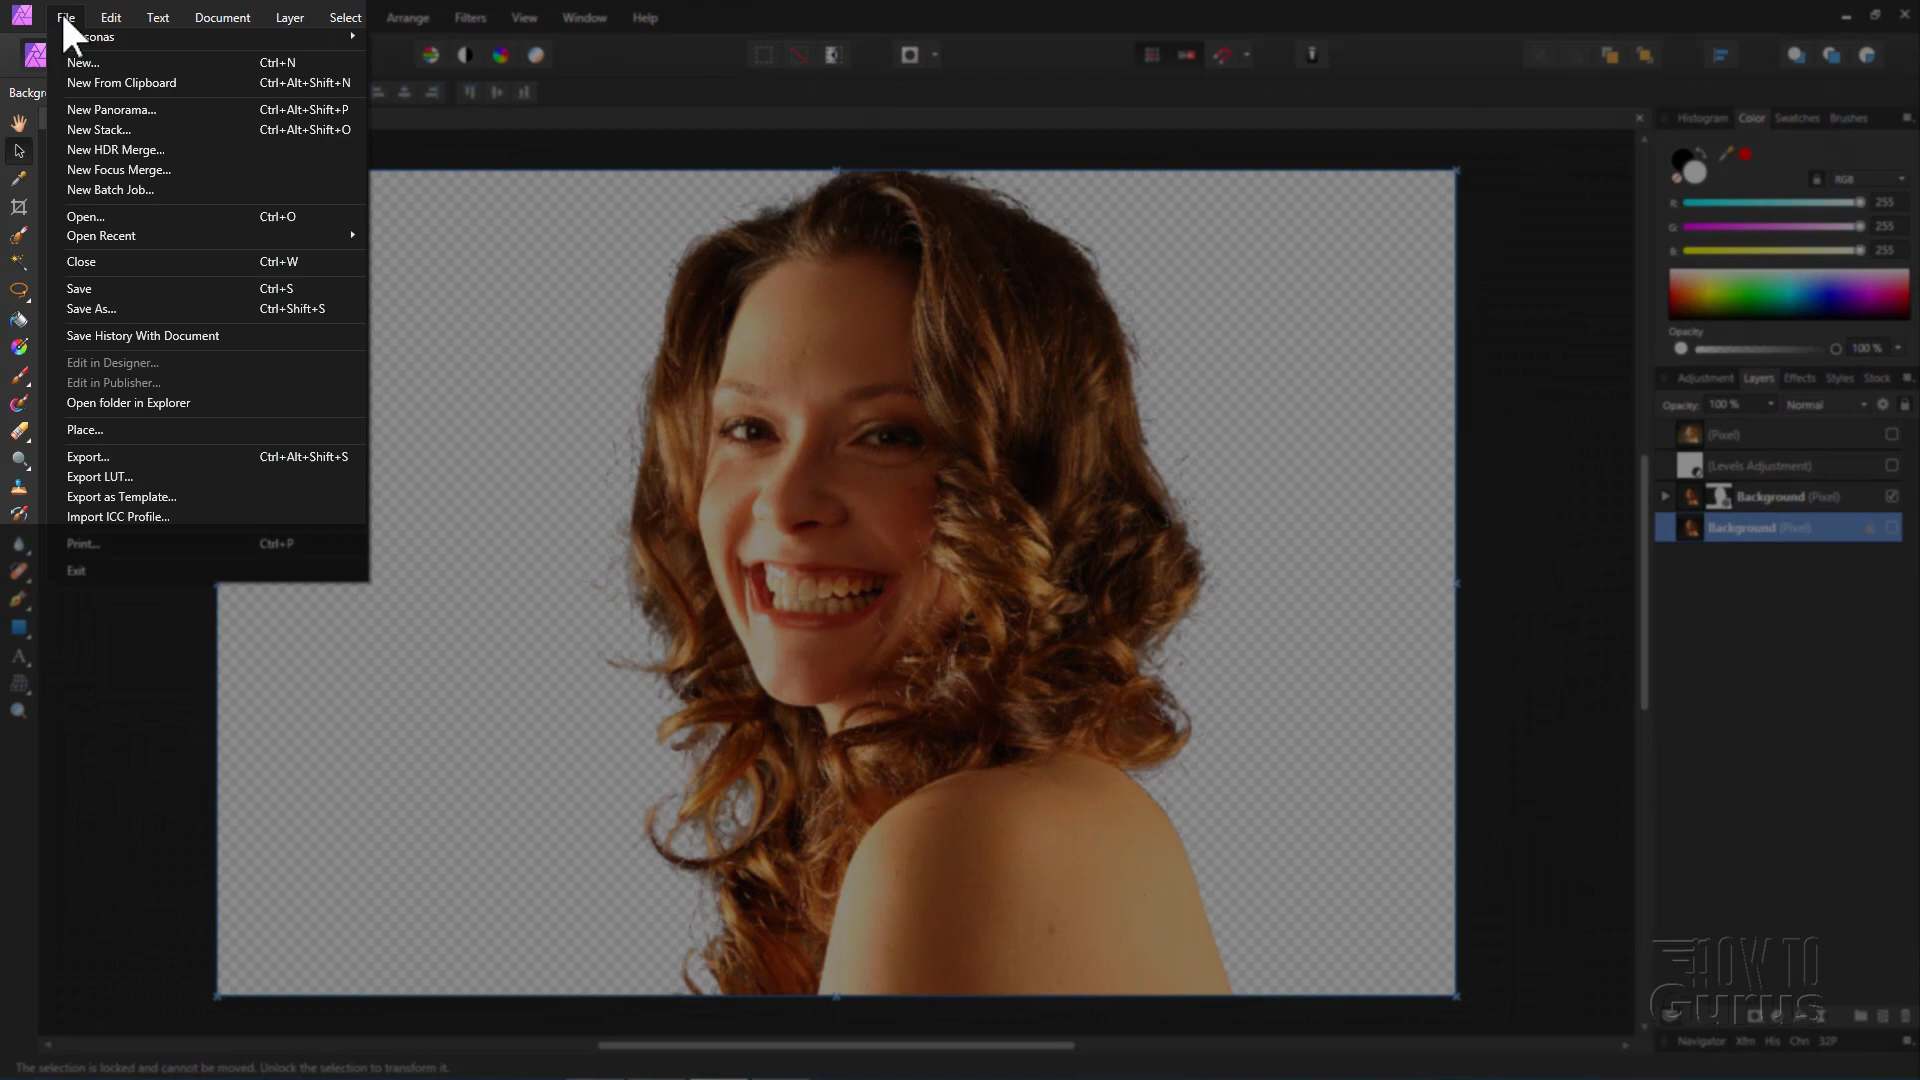 File Edit Text Document Layer Select Arrange Filters View Window Help
sonas
New... Ctrl+N
New From Clipboard Ctrl+Alt+Shift+N
New Panorama... Ctrl+Alt+Shift+P
New Stack... Ctrl+Alt+Shift+O
New HDR Merge...
New Focus Merge...
New Batch Job...
Open... Ctrl+O
Open Recent
Close Ctrl+W
Save Ctrl+S
Save As... Ctrl+Shift+S
Save History With Document
Edit in Designer...
Edit in Publisher...
Open folder in Explorer
Place...
Export... Ctrl+Alt+Shift+S
Export LUT...
Export as Template...
Import ICC Profile...
Print... Ctrl+P
Exit
Backgr
Histogram Color Swatches Brushes
RGB
R: 255
G: 255
B: 255
Opacity
100 %
Adjustment Layers Effects Styles Stock
Opacity: 100 % Normal
(Pixel)
(Levels Adjustment)
Background (Pixel)
Background (Pixel)
HOW TO
Gurus
Navigator Xfm His Chn 32P
The selection is locked and cannot be moved. Unlock the selection to transform it.